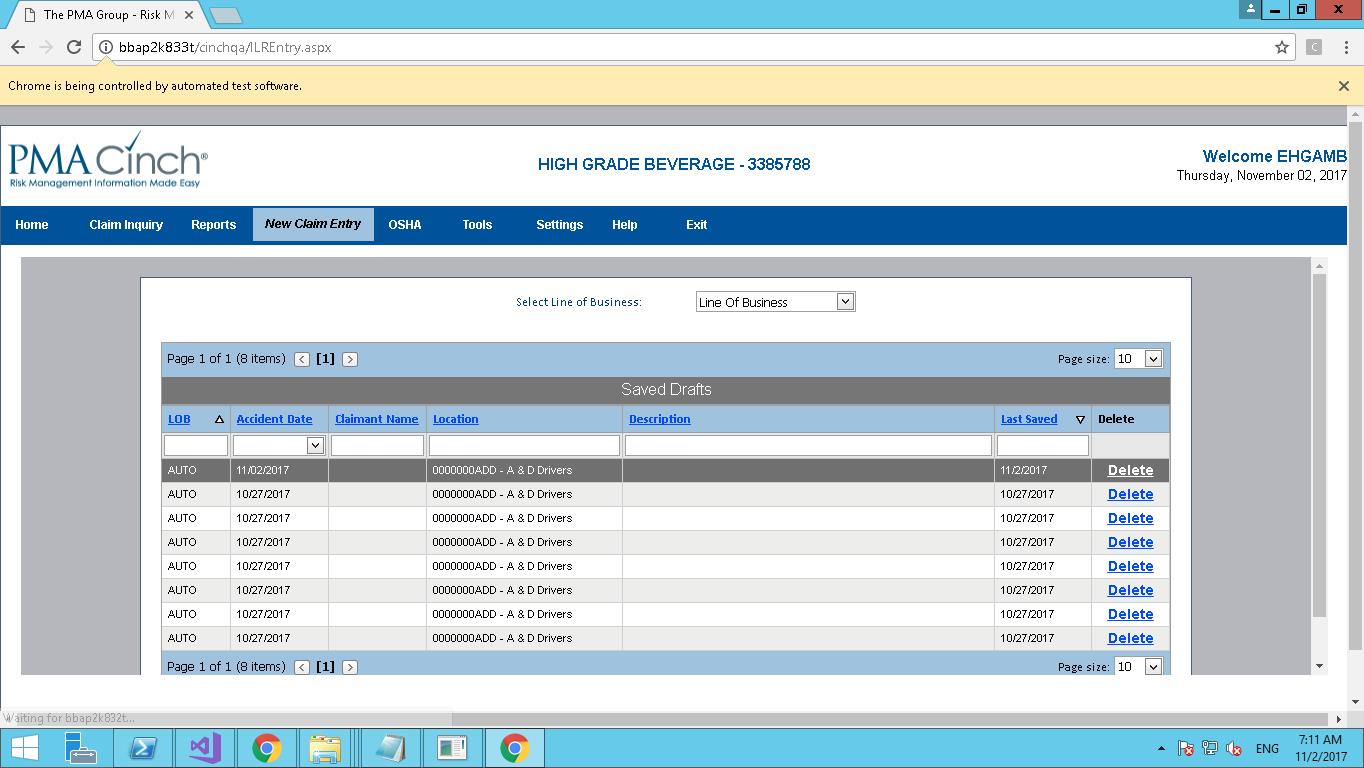 The PMA Group - Risk M
bbap2k833t/cinchqa/ILREntry.aspx
C
Chrome is being controlled by automated test software.
PMA Cinch®
Risk Management Information Made Easy
HIGH GRADE BEVERAGE - 3385788
Welcome EHGAMB
Thursday, November 02, 2017
Home Claim Inquiry Reports New Claim Entry OSHA Tools Settings Help Exit
Select Line of Business: Line Of Business
Page 1 of 1 (8 items) < [1] > Page size: 10
Saved Drafts
LOB Accident Date Claimant Name Location Description Last Saved Delete
AUTO 11/02/2017 0000000ADD - A & D Drivers 11/2/2017 Delete
AUTO 10/27/2017 0000000ADD - A & D Drivers 10/27/2017 Delete
AUTO 10/27/2017 0000000ADD - A & D Drivers 10/27/2017 Delete
AUTO 10/27/2017 0000000ADD - A & D Drivers 10/27/2017 Delete
AUTO 10/27/2017 0000000ADD - A & D Drivers 10/27/2017 Delete
AUTO 10/27/2017 0000000ADD - A & D Drivers 10/27/2017 Delete
AUTO 10/27/2017 0000000ADD - A & D Drivers 10/27/2017 Delete
AUTO 10/27/2017 0000000ADD - A & D Drivers 10/27/2017 Delete
Page 1 of 1 (8 items) < [1] > Page size: 10
Waiting for bbap2k832t...
ENG
7:11 AM
11/2/2017